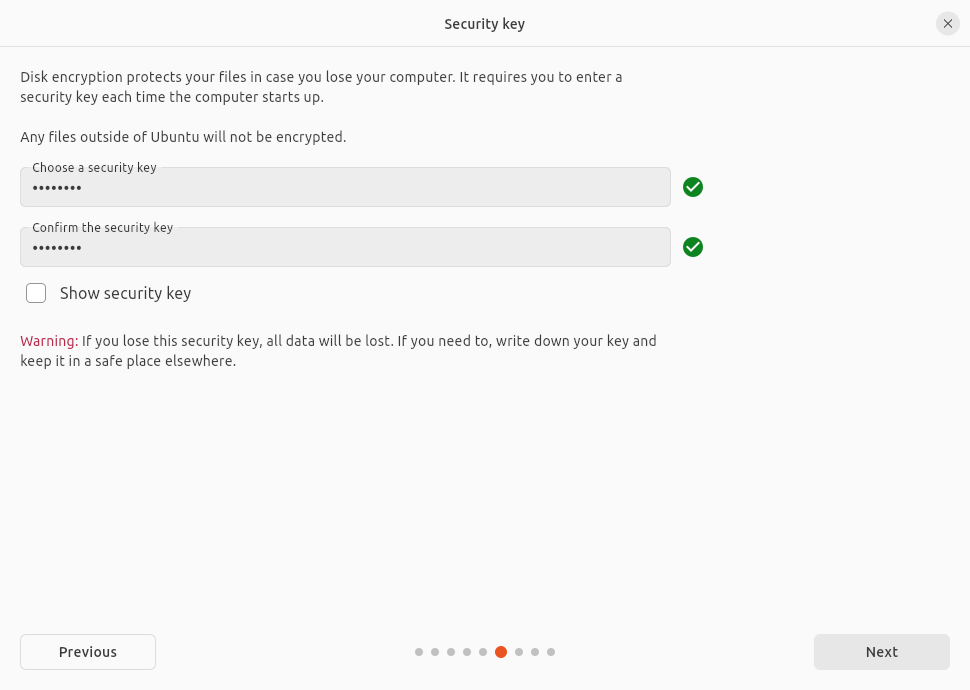 Security key
Disk encryption protects your files in case you lose your computer. It requires you to enter a
security key each time the computer starts up.
Any files outside of Ubuntu will not be encrypted.
Choose a security key
••••••••
Confirm the security key
••••••••
Show security key
Warning: If you lose this security key, all data will be lost. If you need to, write down your key and
keep it in a safe place elsewhere.
Previous
Next